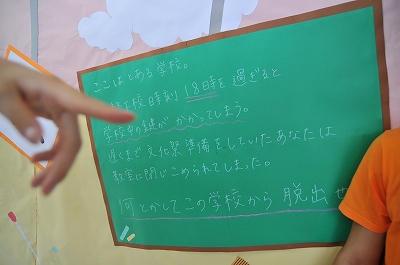 ここはとある学校。
校時刻18時を過ぎると
学校中の鍵がかかってしまう。
遅くまで文化祭準備をしていたあなたは
教室に閉じこめられてしまった。
何とかしてこの学校から脱出せ